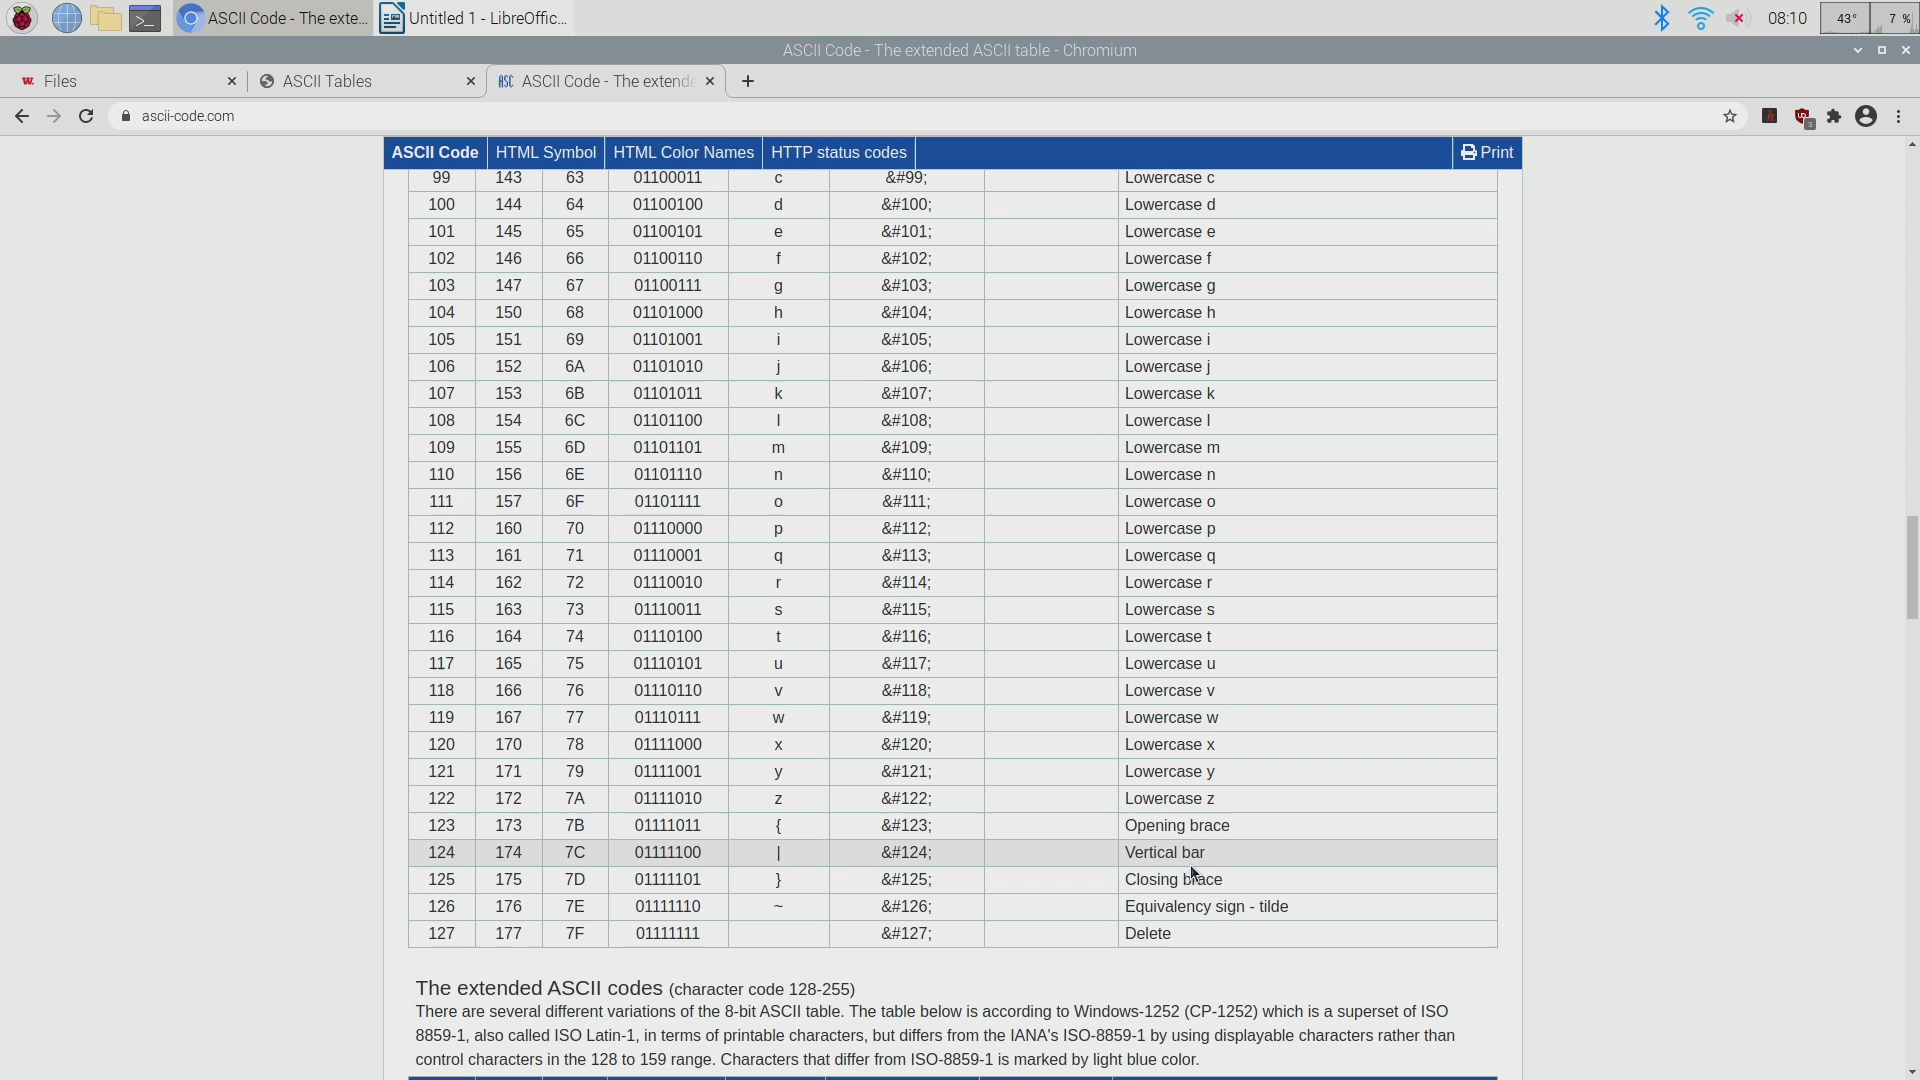 ASCII Code - The exte...
Untitled 1 - LibreOffic...
08:10
43°
7 %
ASCII Code - The extended ASCII table - Chromium
w. Files
ASCII Tables
ASC ASCII Code - The extende
ascii-code.com
3
ASCII Code HTML Symbol HTML Color Names HTTP status codes Print
99 143 63 01100011 c &#99; Lowercase c
100 144 64 01100100 d &#100; Lowercase d
101 145 65 01100101 e &#101; Lowercase e
102 146 66 01100110 f &#102; Lowercase f
103 147 67 01100111 g &#103; Lowercase g
104 150 68 01101000 h &#104; Lowercase h
105 151 69 01101001 i &#105; Lowercase i
106 152 6A 01101010 j &#106; Lowercase j
107 153 6B 01101011 k &#107; Lowercase k
108 154 6C 01101100 l &#108; Lowercase l
109 155 6D 01101101 m &#109; Lowercase m
110 156 6E 01101110 n &#110; Lowercase n
111 157 6F 01101111 o &#111; Lowercase o
112 160 70 01110000 p &#112; Lowercase p
113 161 71 01110001 q &#113; Lowercase q
114 162 72 01110010 r &#114; Lowercase r
115 163 73 01110011 s &#115; Lowercase s
116 164 74 01110100 t &#116; Lowercase t
117 165 75 01110101 u &#117; Lowercase u
118 166 76 01110110 v &#118; Lowercase v
119 167 77 01110111 w &#119; Lowercase w
120 170 78 01111000 x &#120; Lowercase x
121 171 79 01111001 y &#121; Lowercase y
122 172 7A 01111010 z &#122; Lowercase z
123 173 7B 01111011 { &#123; Opening brace
124 174 7C 01111100 | &#124; Vertical bar
125 175 7D 01111101 } &#125; Closing brace
126 176 7E 01111110 ~ &#126; Equivalency sign - tilde
127 177 7F 01111111 &#127; Delete
The extended ASCII codes (character code 128-255)
There are several different variations of the 8-bit ASCII table. The table below is according to Windows-1252 (CP-1252) which is a superset of ISO
8859-1, also called ISO Latin-1, in terms of printable characters, but differs from the IANA's ISO-8859-1 by using displayable characters rather than
control characters in the 128 to 159 range. Characters that differ from ISO-8859-1 is marked by light blue color.